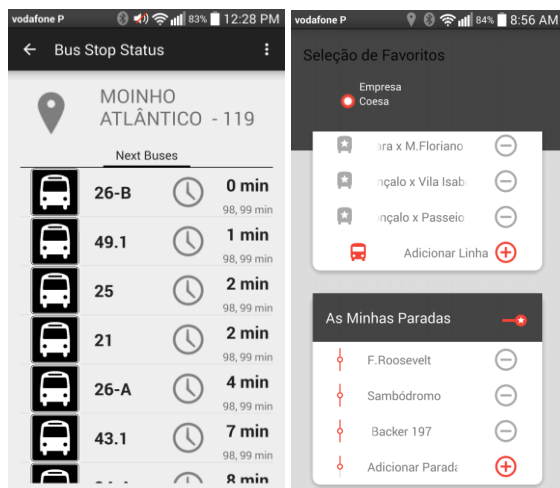 vodafone P 83% 12:28 PM
Bus Stop Status
MOINHO
ATLÂNTICO - 119
Next Buses
26-B 0 min
98, 99 min
49.1 1 min
98, 99 min
25 2 min
98, 99 min
21 2 min
98, 99 min
26-A 4 min
98, 99 min
43.1 7 min
98, 99 min
8 min
vodafone P 84% 8:56 AM
Seleção de Favoritos
Empresa
Coesa
ara x M.Floriano
nçalo x Vila Isab
onçalo x Passeio
Adicionar Linha
As Minhas Paradas
F.Roosevelt
Sambódromo
Backer 197
Adicionar Parada